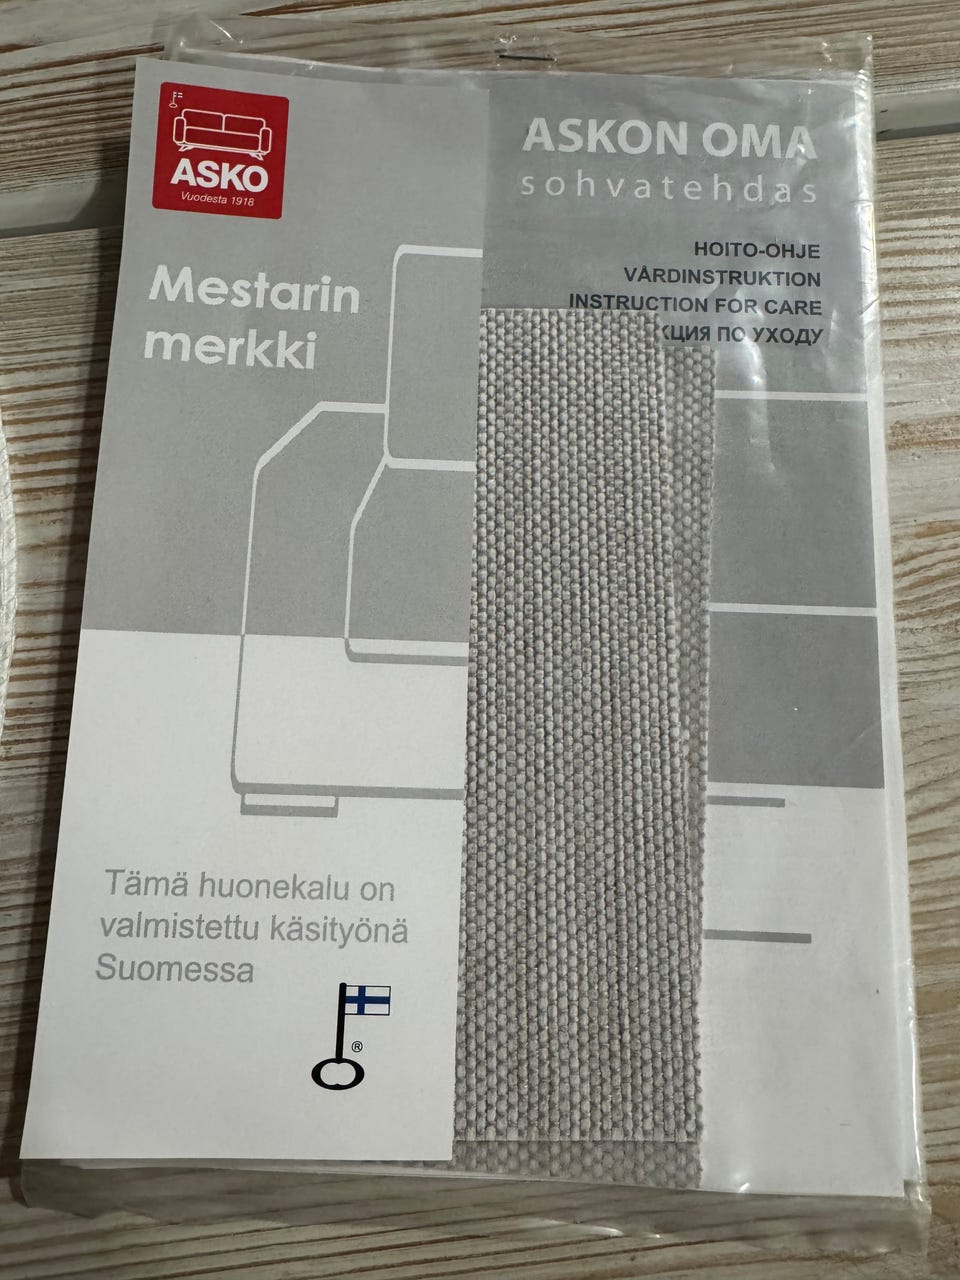 ASKO
Vuodesta 1918
Mestarin
merkki
Tämä huonekalu on
valmistettu käsityönä
Suomessa
®
ASKON OMA
sohvatehdas
HOITO-OHJE
VÅRDINSTRUKTION
INSTRUCTION FOR CARE
ПО УХОДУ